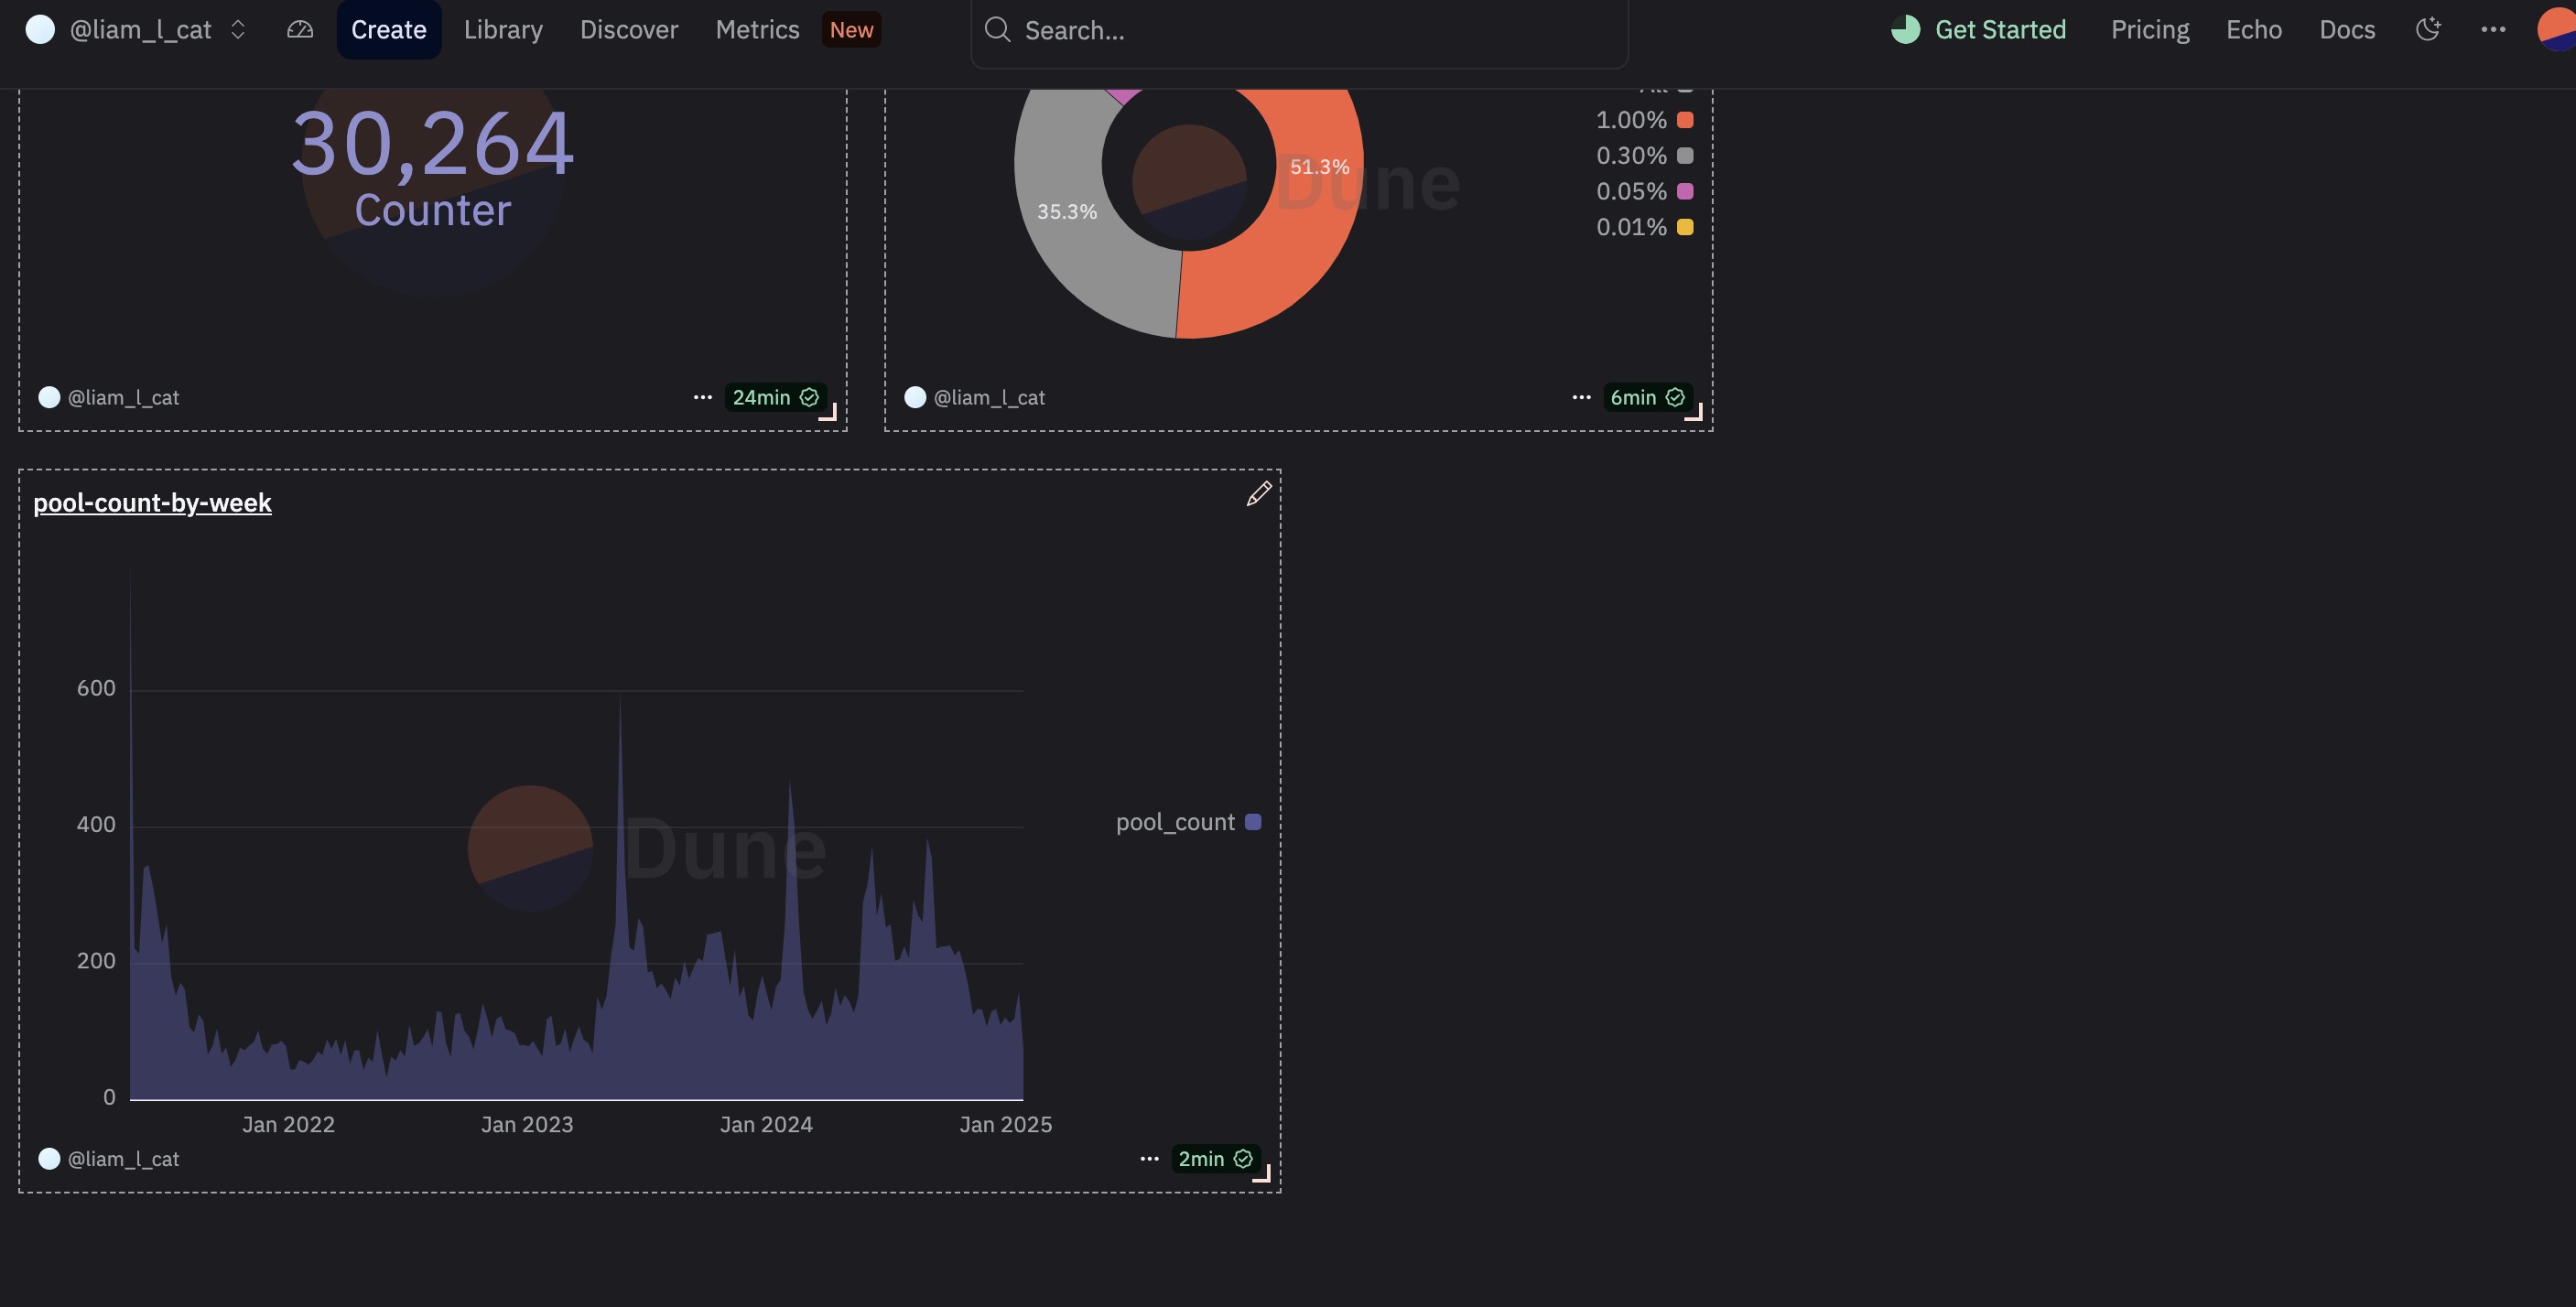 @liam_l_cat Create Library Discover Metrics New Search... Get Started Pricing Echo Docs
30,264
Counter
@liam_l_cat 24min
Dune
51.3%
35.3%
1.00%
0.30%
0.05%
0.01%
@liam_l_cat 6min
pool-count-by-week
600
400
200
0
Dune
pool_count
Jan 2022 Jan 2023 Jan 2024 Jan 2025
@liam_l_cat 2min